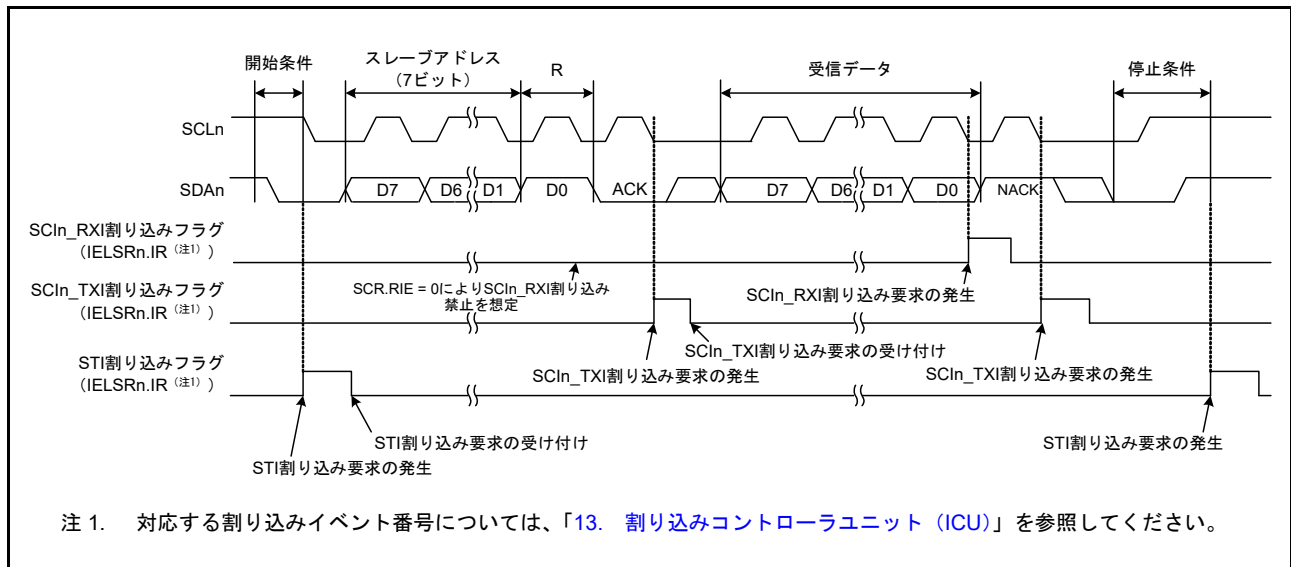 開始条件
スレーブアドレス
（7ビット）
R
受信データ
停止条件
SCLn
SDAn
D7
D6
D1
D0
ACK
D7
D6
D1
D0
NACK
SCIn_RXI割り込みフラグ
（IELSRn.IR（注1））
SCR.RIE = 0によりSCIn_RXI割り込み
禁止を想定
SCIn_RXI割り込み要求の発生
SCIn_TXI割り込みフラグ
（IELSRn.IR（注1））
SCIn_TXI割り込み要求の受け付け
SCIn_TXI割り込み要求の発生
SCIn_TXI割り込み要求の発生
STI割り込みフラグ
（IELSRn.IR（注1））
STI割り込み要求の受け付け
STI割り込み要求の発生
STI割り込み要求の発生
注 1. 対応する割り込みイベント番号については、「13. 割り込みコントローラユニット（ICU）」を参照してください。